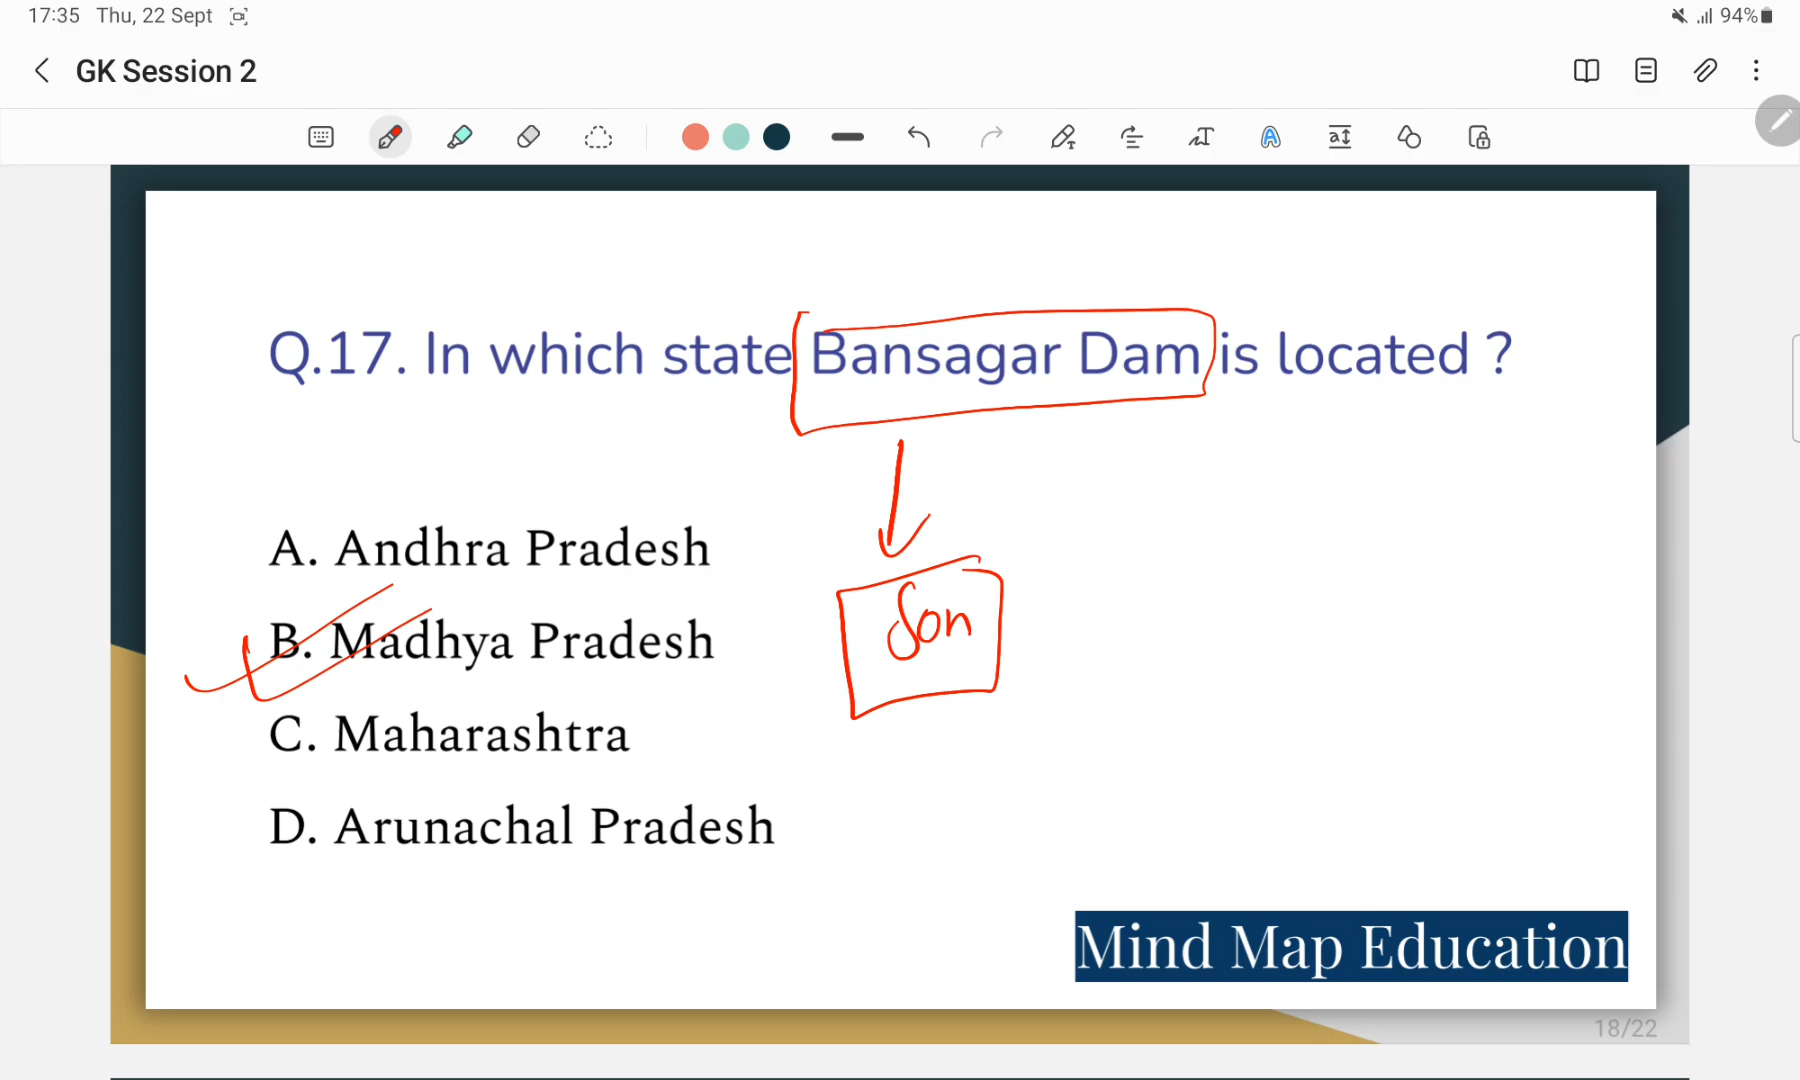 17:35 Thu, 22 Sept 94%
GK Session 2
Q.17. In which state Bansagar Dam is located ?
A. Andhra Pradesh
Son
B. Madhya Pradesh
C. Maharashtra
D. Arunachal Pradesh
Mind Map Education
18/22